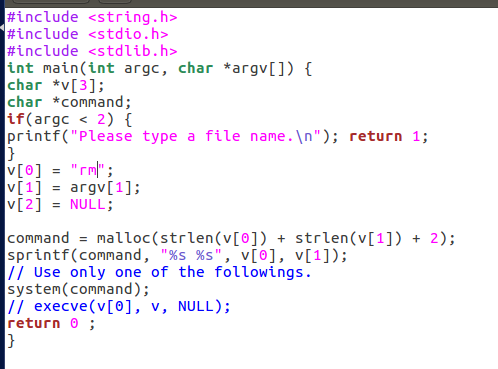 #include <string.h>
#include <stdio.h>
#include <stdlib.h>
int main(int argc, char *argv[]) {
char *v[3];
char *command;
if(argc < 2) {
printf("Please type a file name.\n"); return 1;
}
v[0] = "rm";
v[1] = argv[1];
v[2] = NULL;

command = malloc(strlen(v[0]) + strlen(v[1]) + 2);
sprintf(command, "%s %s", v[0], v[1]);
// Use only one of the followings.
system(command);
// execve(v[0], v, NULL);
return 0 ;
}